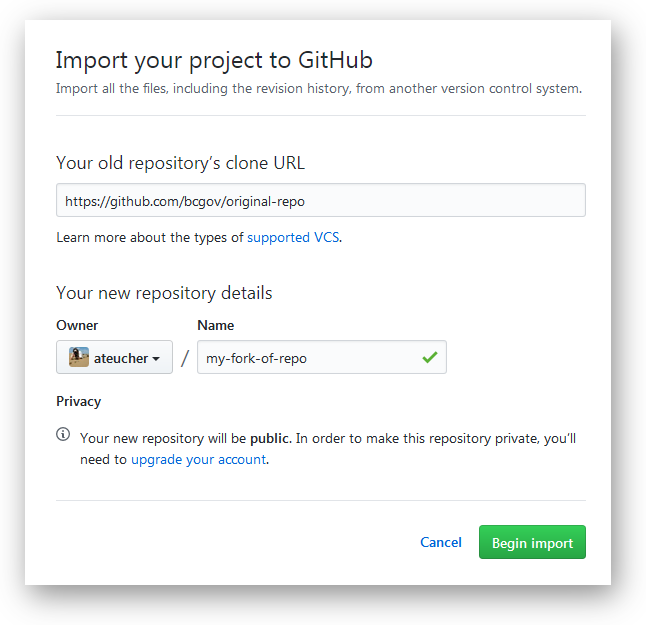 Import your project to GitHub
Import all the files, including the revision history, from another version control system.
Your old repository's clone URL
https://github.com/bcgov/original-repo
Learn more about the types of supported VCS.
Your new repository details
Owner Name
ateucher / my-fork-of-repo
Privacy
Your new repository will be public. In order to make this repository private, you'll
need to upgrade your account.
Cancel Begin import